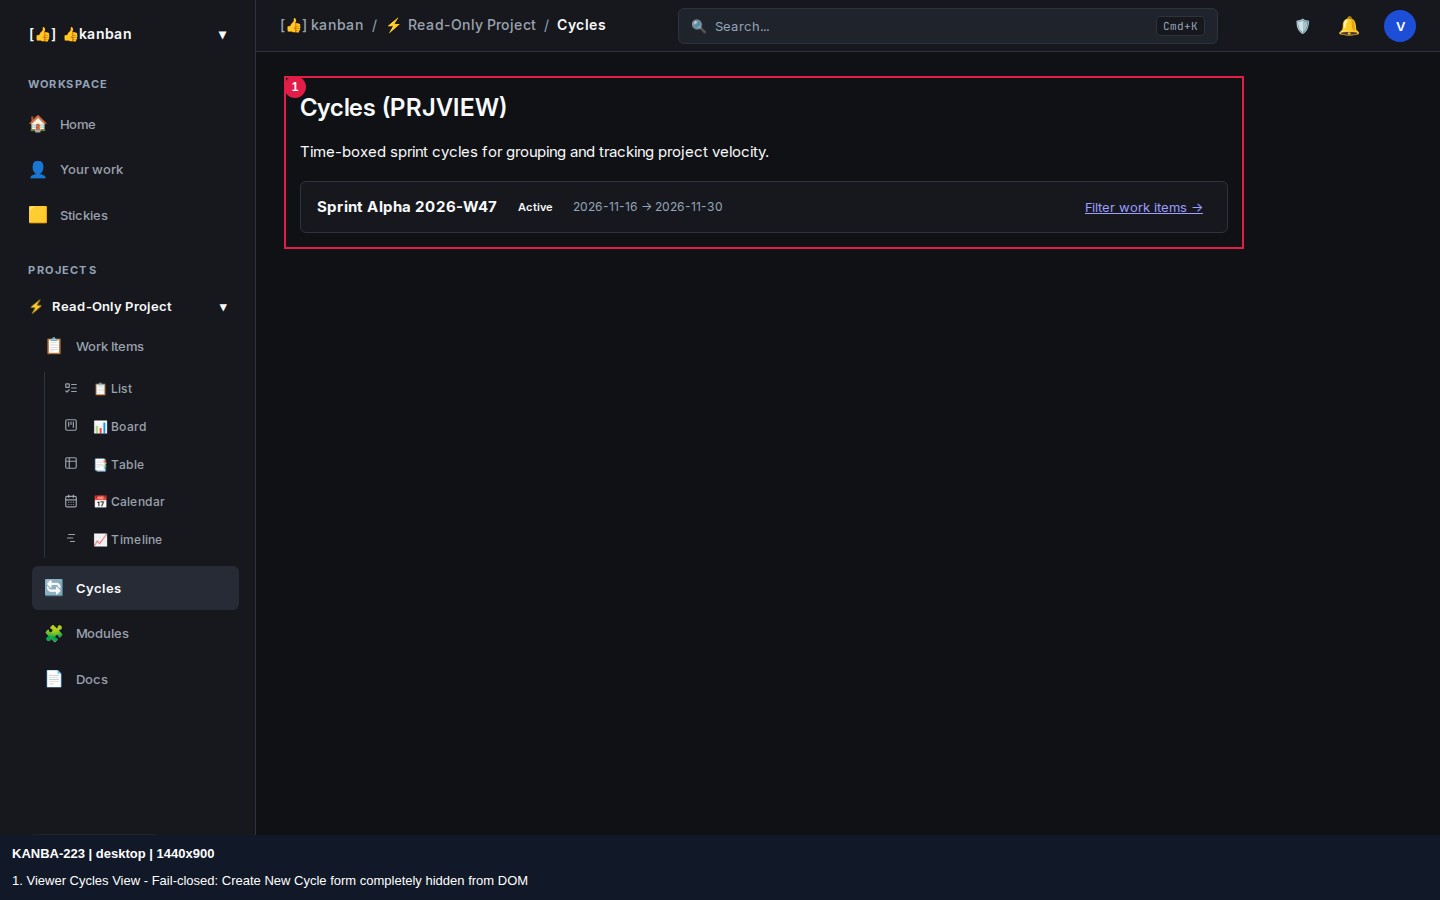 [👍] 👍kanban ▼
WORKSPACE
🏠 Home
👤 Your work
🟨 Stickies
PROJECTS
⚡ Read-Only Project ▼
📋 Work Items
📋 List
📊 Board
📑 Table
📅 Calendar
📈 Timeline
🔄 Cycles
🧩 Modules
📄 Docs
[👍] kanban / ⚡ Read-Only Project / Cycles
🔍 Search... Cmd+K
🛡️ 🔔 V
1
Cycles (PRJVIEW)
Time-boxed sprint cycles for grouping and tracking project velocity.
Sprint Alpha 2026-W47 Active 2026-11-16 → 2026-11-30 Filter work items →
KANBA-223 | desktop | 1440x900
1. Viewer Cycles View - Fail-closed: Create New Cycle form completely hidden from DOM